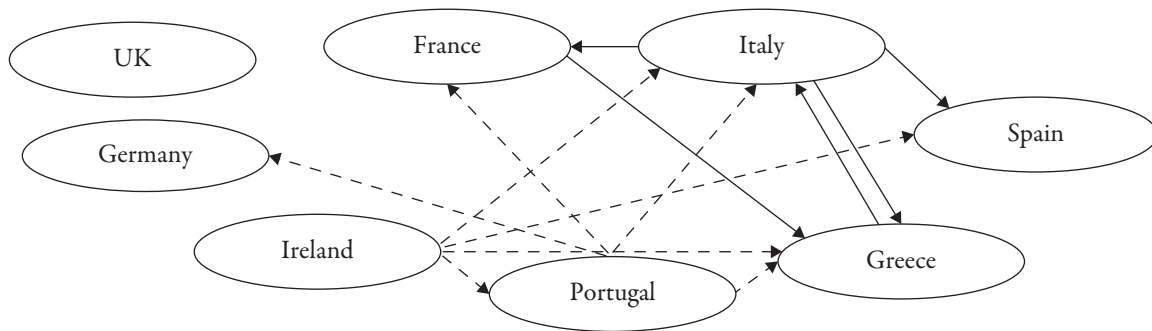 France
Italy
UK
Spain
Germany
Ireland
Greece
Portugal